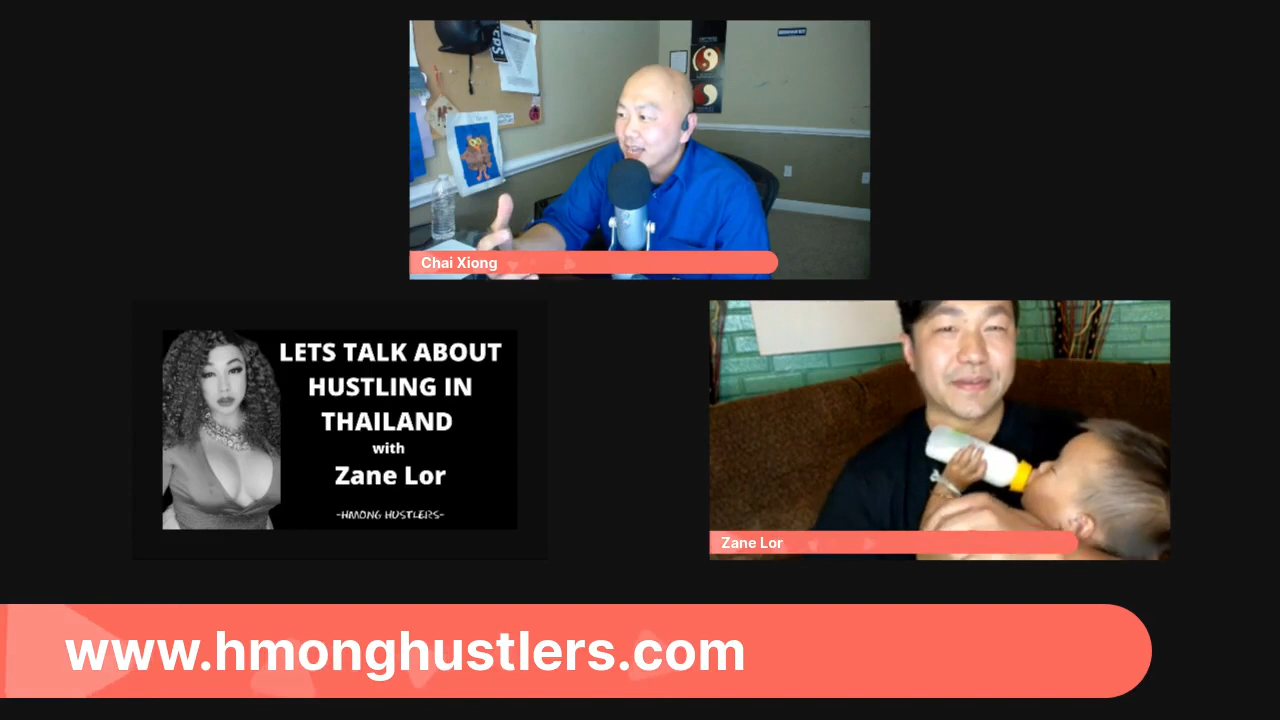 Chai Xiong
LETS TALK ABOUT
HUSTLING IN
THAILAND
with
Zane Lor
-HMONG HUSTLERS-
Zane Lor
www.hmonghustlers.com